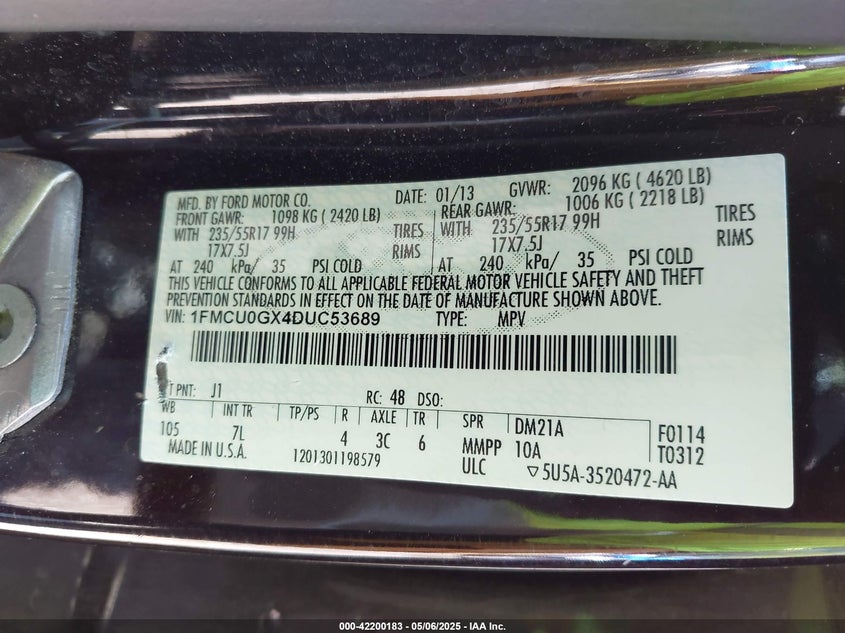 MFD. BY FORD MOTOR CO. DATE: 01/13 GVWR: 2096 KG ( 4620 LB)
FRONT GAWR: 1098 KG ( 2420 LB) REAR GAWR: 1006 KG ( 2218 LB)
WITH 235/55R17 99H TIRES WITH 235/55R17 99H TIRES
17X7.5J RIMS 17X7.5J RIMS
AT 240 kPa/ 35 PSI COLD AT 240 kPa/ 35 PSI COLD
THIS VEHICLE CONFORMS TO ALL APPLICABLE FEDERAL MOTOR VEHICLE SAFETY AND THEFT
PREVENTION STANDARDS IN EFFECT ON THE DATE OF MANUFACTURE SHOWN ABOVE.
VIN: 1FMCU0GX4DUC53689 TYPE: MPV
T PNT: J1 RC: 48 DSO:
WB INT TR TP/PS R AXLE TR SPR DM21A F0114
105 7L 4 3C 6 MMPP 10A T0312
MADE IN U.S.A. 1201301198579 ULC ▽5U5A-3520472-AA
000-42200183 - 05/06/2025 - IAA Inc.